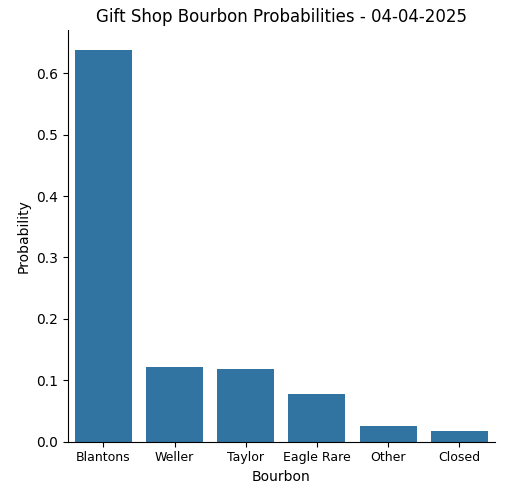 Gift Shop Bourbon Probabilities - 04-04-2025
0.6
0.5
0.4
0.3
0.2
0.1
0.0
Probability
Blantons Weller Taylor Eagle Rare Other Closed
Bourbon